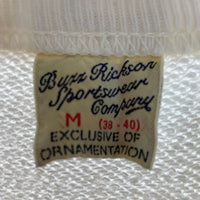 Buzz Rickson
Sportswear
Company
M (38 - 40)
EXCLUSIVE OF
ORNAMENTATION